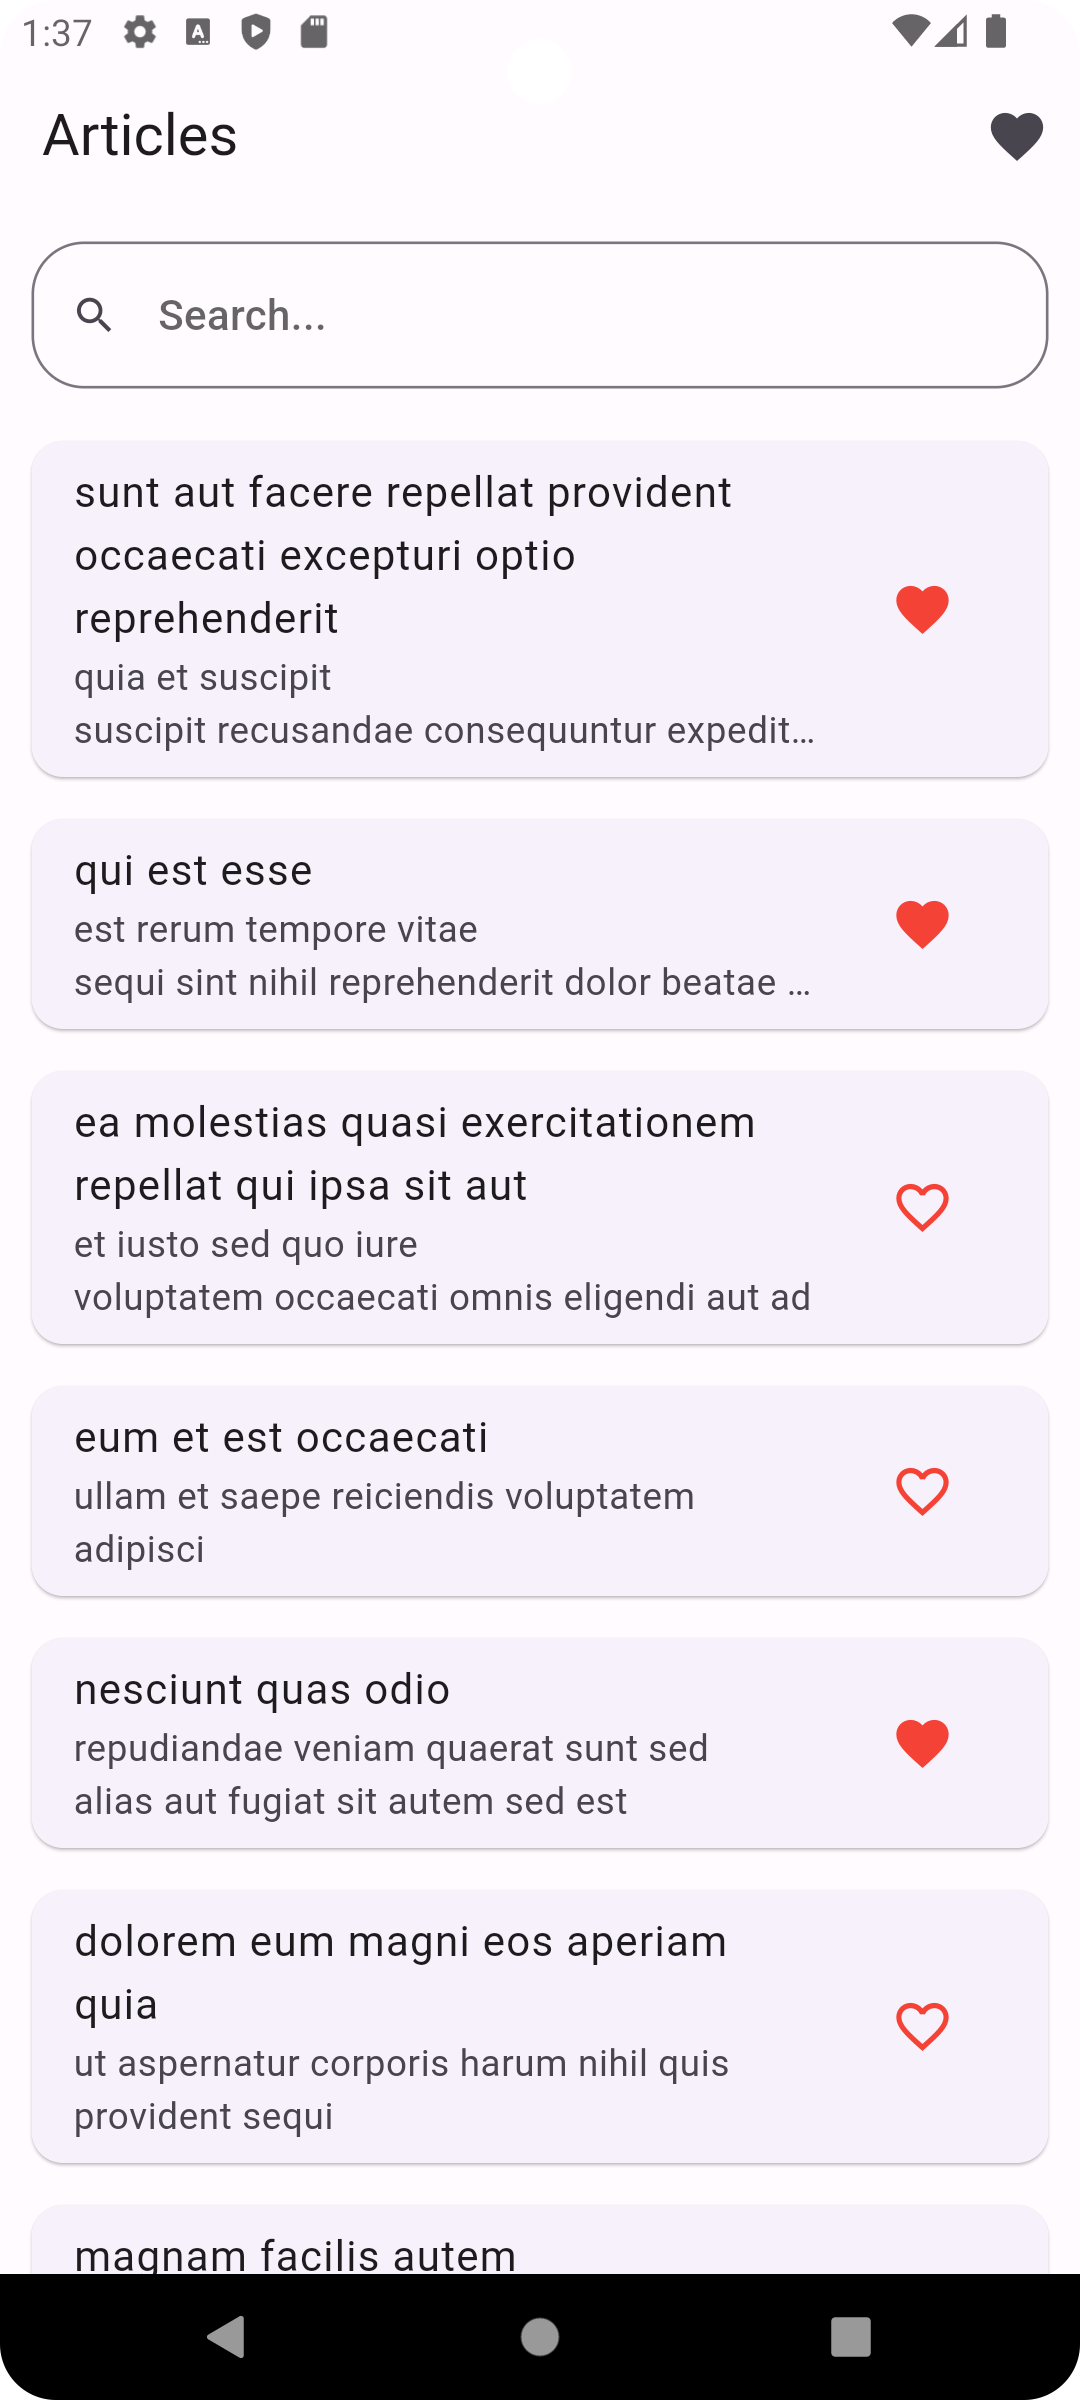 1:37
Articles
Search...
sunt aut facere repellat provident
occaecati excepturi optio
reprehenderit
quia et suscipit
suscipit recusandae consequuntur expedit…
qui est esse
est rerum tempore vitae
sequi sint nihil reprehenderit dolor beatae …
ea molestias quasi exercitationem
repellat qui ipsa sit aut
et iusto sed quo iure
voluptatem occaecati omnis eligendi aut ad
eum et est occaecati
ullam et saepe reiciendis voluptatem
adipisci
nesciunt quas odio
repudiandae veniam quaerat sunt sed
alias aut fugiat sit autem sed est
dolorem eum magni eos aperiam
quia
ut aspernatur corporis harum nihil quis
provident sequi
magnam facilis autem